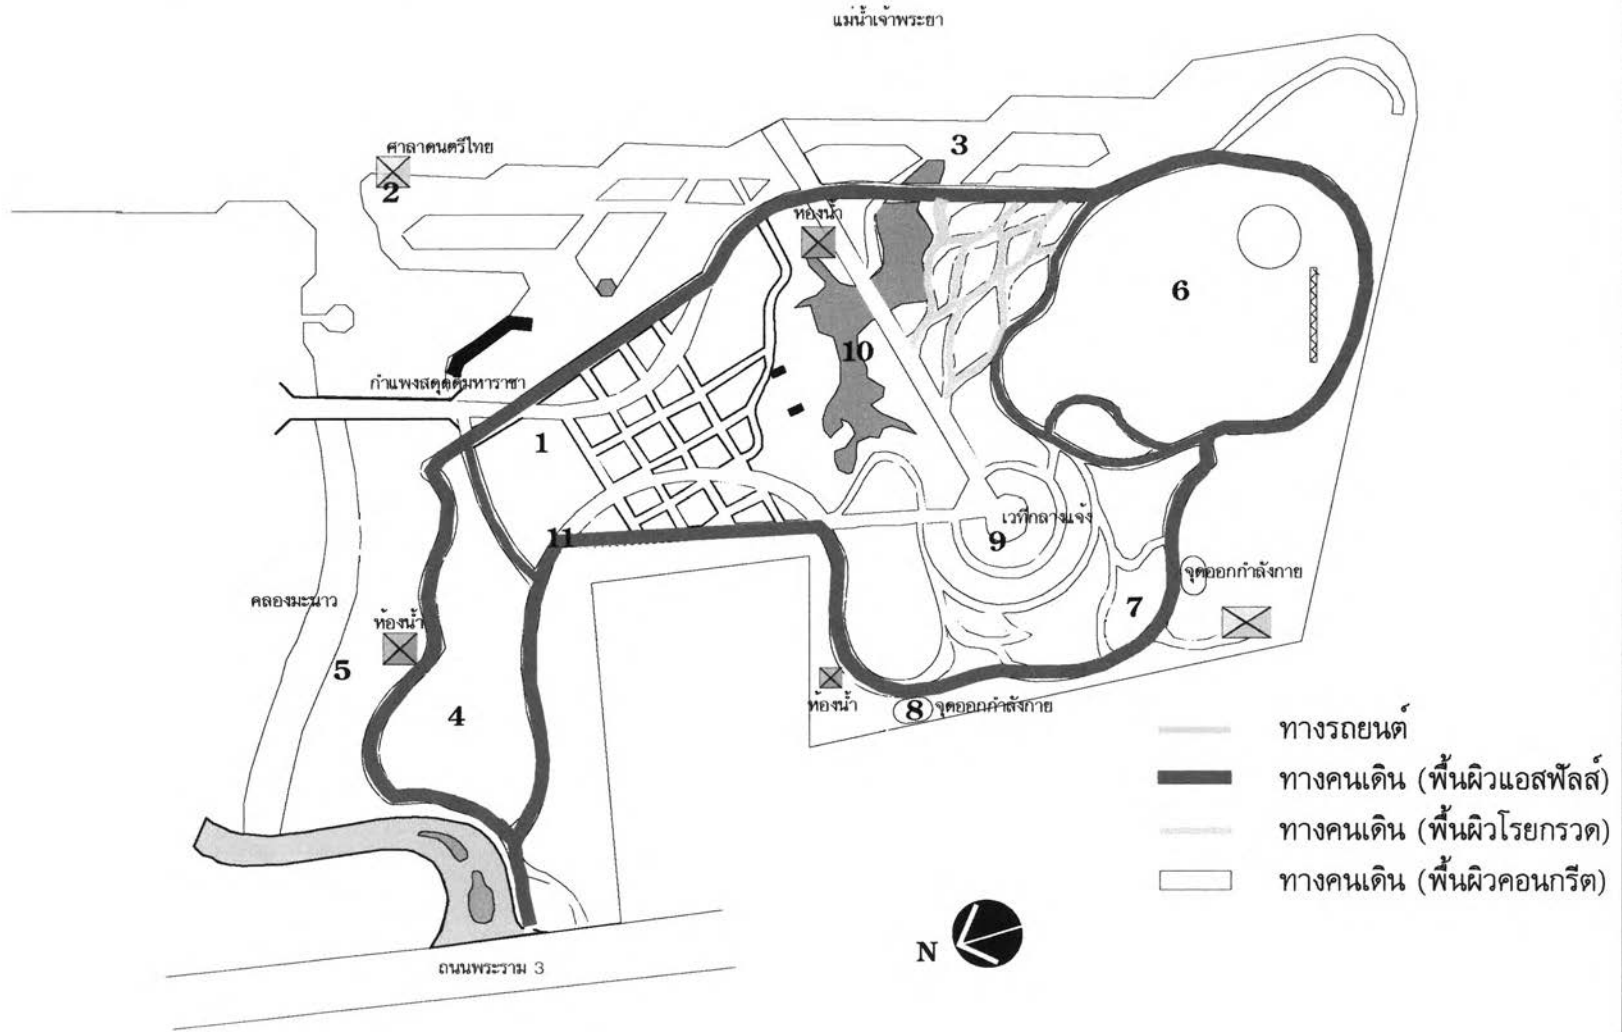 แม่น้ำเจ้าพระยา
3
ศาลาดนตรีไทย
2
ห้องน้ำ
6
10
กำแพงสดุดีมหาราชา
1
11
เวทีกลางแจ้ง
9
จุดออกกำลังกาย
7
คลองมะนาว
ห้องน้ำ
5
4
ห้องน้ำ
8 จุดออกกำลังกาย
ทางรถยนต์
ทางคนเดิน (พื้นผิวแอสฟัลส์)
ทางคนเดิน (พื้นผิวโรยกรวด)
ทางคนเดิน (พื้นผิวคอนกรีต)
N
ถนนพระราม 3